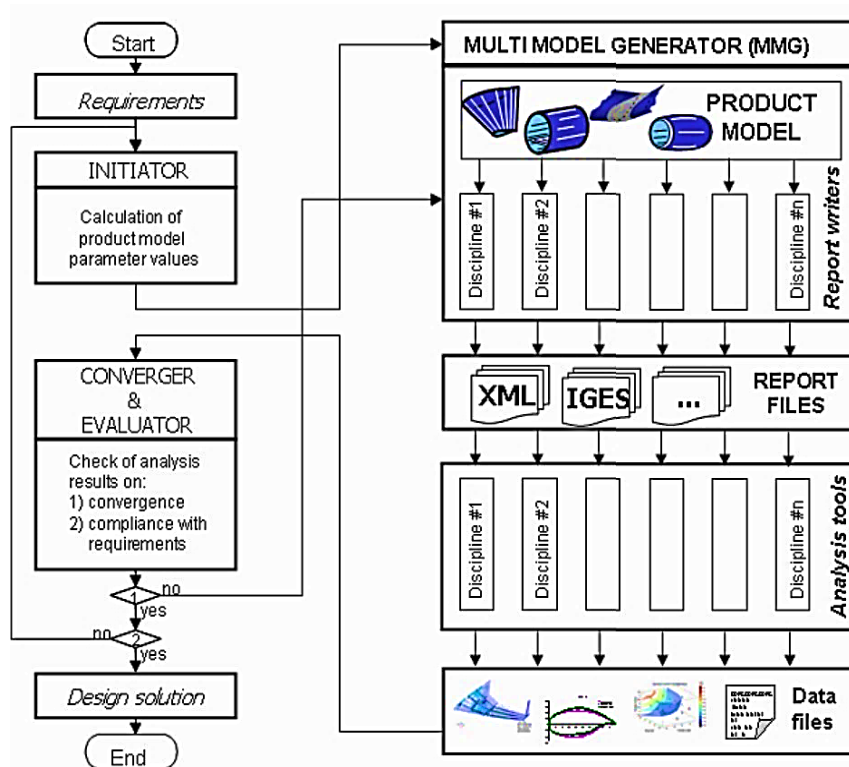 Start
Requirements
INITIATOR
Calculation of
product model
parameter values
CONVERGER
&
EVALUATOR
Check of analysis
results on:
1) convergence
2) compliance with
requirements
1
no
yes
no
2
yes
Design solution
End
MULTI MODEL GENERATOR (MMG)
PRODUCT
MODEL
Discipline #1
Discipline #2
Discipline #n
Report writers
XML
IGES
...
REPORT
FILES
Discipline #1
Discipline #2
Discipline #n
Analysis tools
Data
files